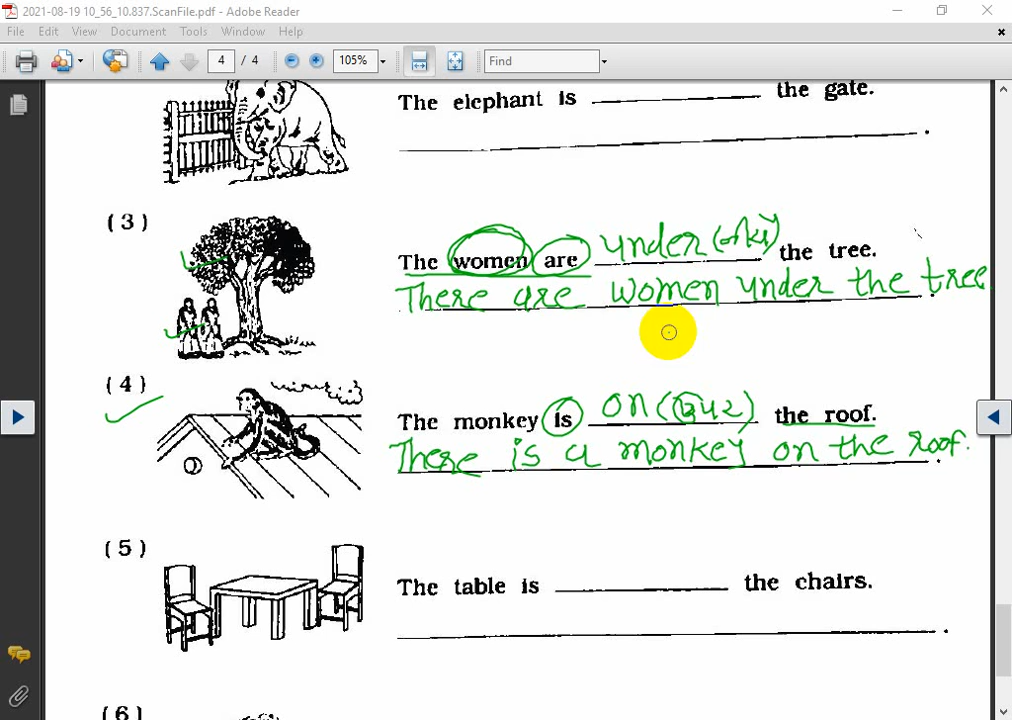 2021-08-19 10_56_10.837.ScanFile.pdf - Adobe Reader
File Edit View Document Tools Window Help
4 / 4 105% Find
The elephant is __________ the gate.
(3)
The women are under (નીચે) the tree.
There are women under the tree.
(4)
The monkey is on (ઉપર) the roof.
There is a monkey on the roof.
(5)
The table is __________ the chairs.
(6)